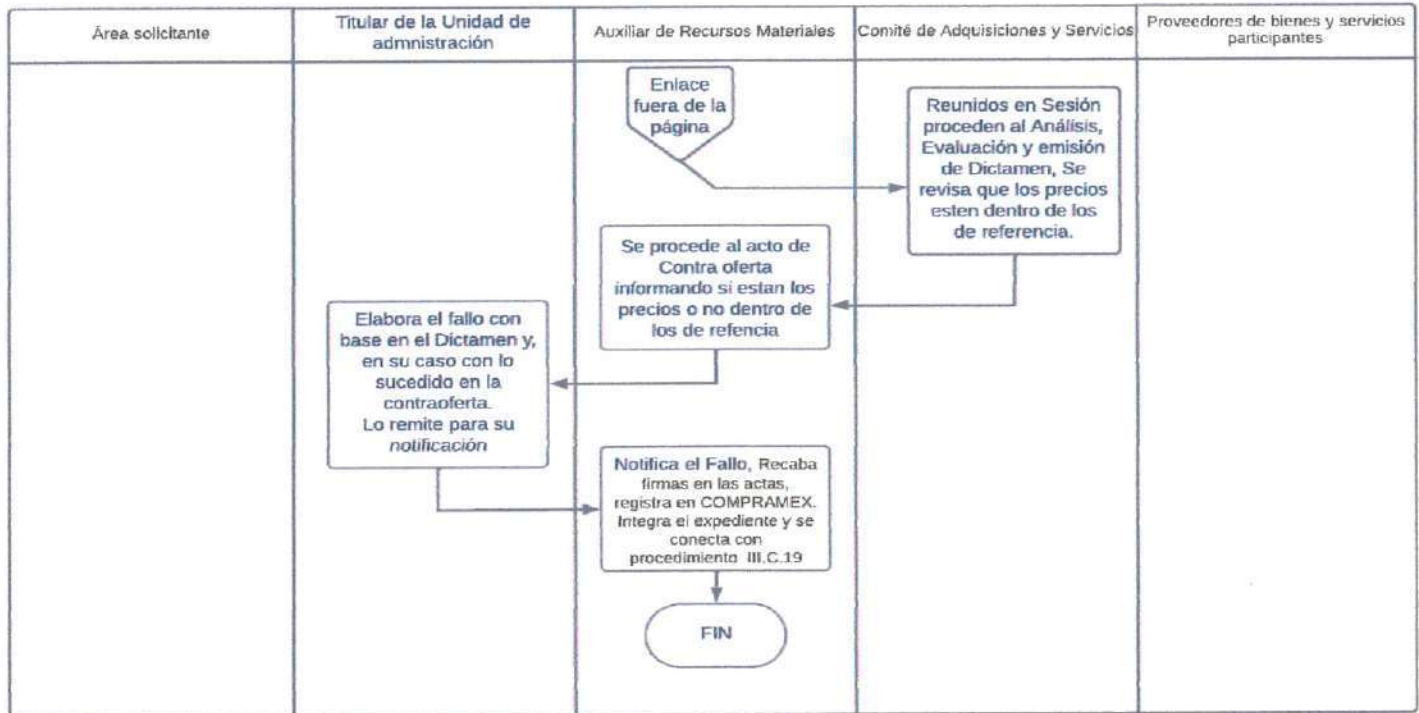 Área solicitante
Titular de la Unidad de
admnistración
Auxiliar de Recursos Materiales
Comité de Adquisiciones y Servicios
Proveedores de bienes y servicios
participantes
Enlace
fuera de la
página
Reunidos en Sesión
proceden al Análisis,
Evaluación y emisión
de Dictamen, Se
revisa que los precios
esten dentro de los
de referencia.
Se procede al acto de
Contra oferta
informando si estan los
precios o no dentro de
los de refencia
Elabora el fallo con
base en el Dictamen y,
en su caso con lo
sucedido en la
contraoferta.
Lo remite para su
notificación
Notifica el Fallo, Recaba
firmas en las actas,
registra en COMPRAMEX.
Integra el expediente y se
conecta con
procedimiento III.C.19
FIN